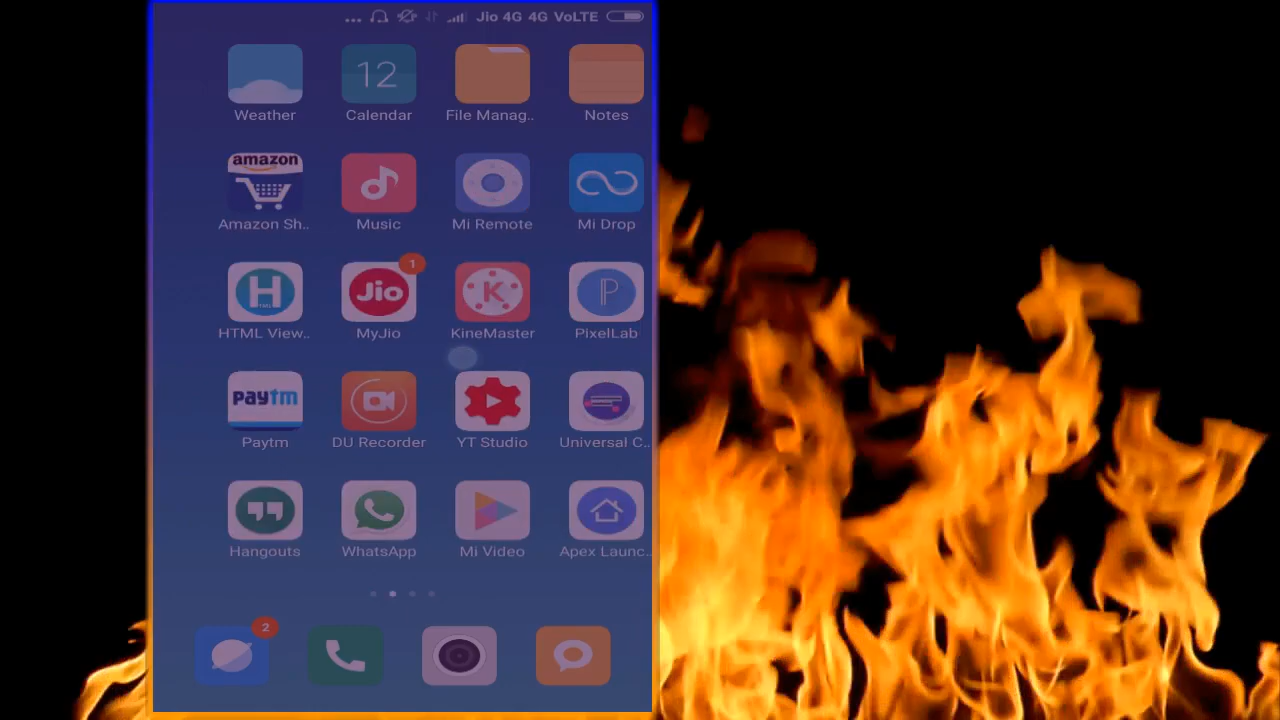 ... Jio 4G 4G VoLTE
12
Weather Calendar File Manag.. Notes
amazon
Amazon Sh.. Music Mi Remote Mi Drop
H Jio 1 K P
HTML View.. MyJio KineMaster PixelLab
Paytm
Paytm DU Recorder YT Studio Universal C..
Hangouts WhatsApp Mi Video Apex Launc..
2